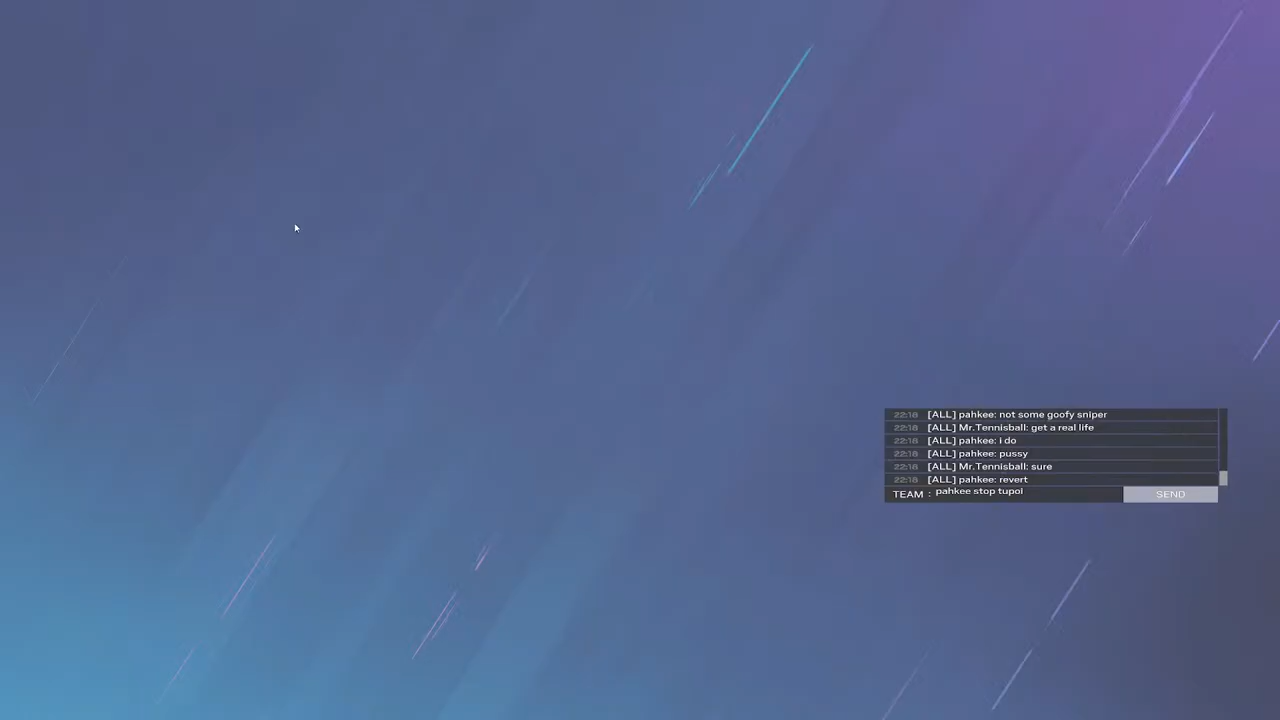 22:18 [ALL] pahkee: not some goofy sniper
22:18 [ALL] Mr.Tennisball: get a real life
22:18 [ALL] pahkee: i do
22:18 [ALL] pahkee: pussy
22:18 [ALL] Mr.Tennisball: sure
22:18 [ALL] pahkee: revert
TEAM : pahkee stop tupoi SEND